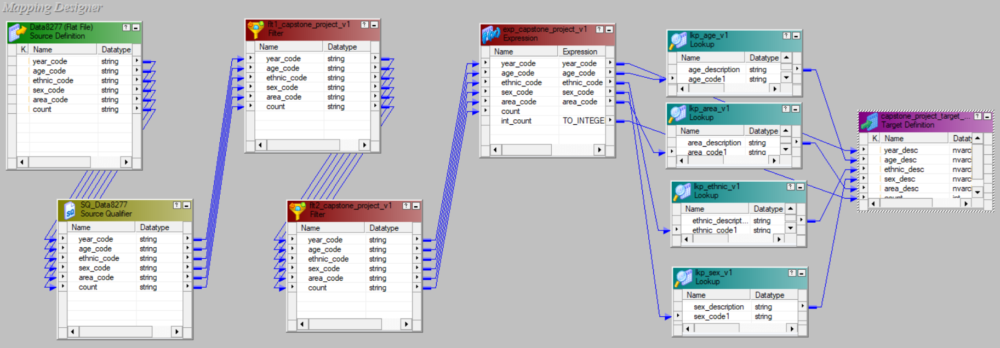 Mapping Designer
Data8277 (Flat File)
Source Definition
K. Name Datatype
year_code string
age_code string
ethnic_code string
sex_code string
area_code string
count string
SQ_Data8277
Source Qualifier
Name Datatype
year_code string
age_code string
ethnic_code string
sex_code string
area_code string
count string
flt1_capstone_project_v1
Filter
Name Datatype
year_code string
age_code string
ethnic_code string
sex_code string
area_code string
count string
flt2_capstone_project_v1
Filter
Name Datatype
year_code string
age_code string
ethnic_code string
sex_code string
area_code string
count string
exp_capstone_project_v1
Expression
Name Expression
year_code year_code
age_code age_code
ethnic_code ethnic_code
sex_code sex_code
area_code area_code
count
int_count TO_INTEGE
lkp_age_v1
Lookup
Name Datatype
age_description string
age_code1 string
lkp_area_v1
Lookup
Name Datatype
area_description string
area_code1 string
lkp_ethnic_v1
Lookup
Name Datatype
ethnic_descript... string
ethnic_code1 string
lkp_sex_v1
Lookup
Name Datatype
sex_description string
sex_code1 string
capstone_project_target_...
Target Definition
K. Name Datat
year_desc nvarc
age_desc nvarc
ethnic_desc nvarc
sex_desc nvarc
area_desc nvarc
count int